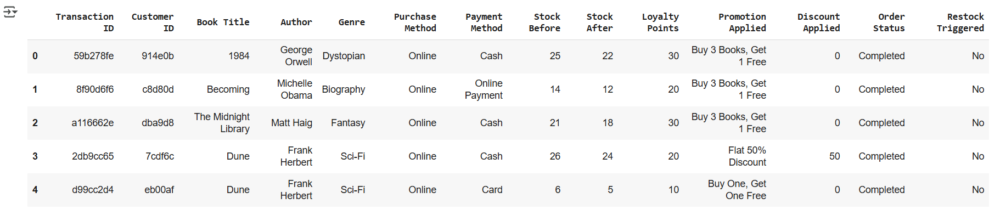 Transaction ID Customer ID Book Title Author Genre Purchase Method Payment Method Stock Before Stock After Loyalty Points Promotion Applied Discount Applied Order Status Restock Triggered
0 59b278fe 914e0b 1984 George Orwell Dystopian Online Cash 25 22 30 Buy 3 Books, Get 1 Free 0 Completed No
1 8f90d6f6 c8d80d Becoming Michelle Obama Biography Online Online Payment 14 12 20 Buy 3 Books, Get 1 Free 0 Completed No
2 a116662e dba9d8 The Midnight Library Matt Haig Fantasy Online Cash 21 18 30 Buy 3 Books, Get 1 Free 0 Completed No
3 2db9cc65 7cdf6c Dune Frank Herbert Sci-Fi Online Cash 26 24 20 Flat 50% Discount 50 Completed No
4 d99cc2d4 eb00af Dune Frank Herbert Sci-Fi Online Card 6 5 10 Buy One, Get One Free 0 Completed No